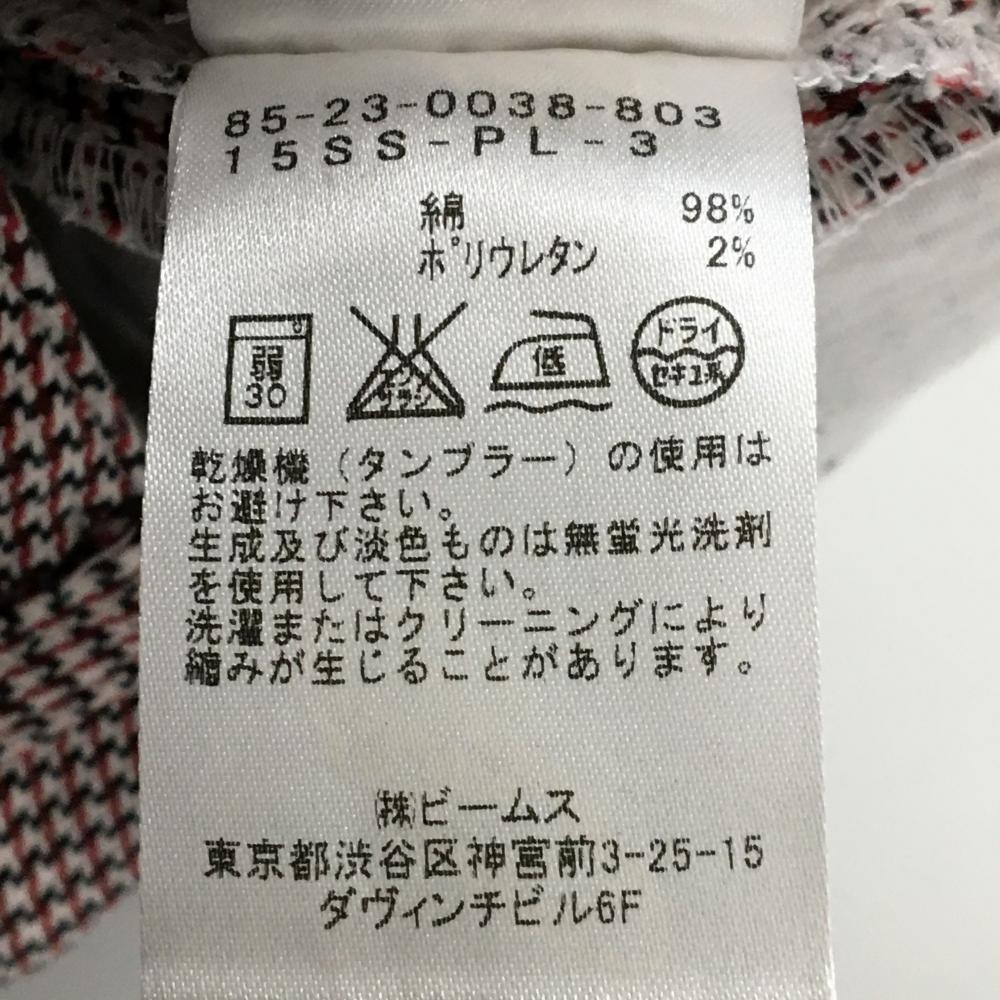 85-23-0038-803
15SS-PL-3
綿 98%
ポリウレタン 2%
弱
30
エンソ
サラシ
低
ドライ
セキユ系
乾燥機(タンブラー)の使用は
お避け下さい。
生成及び淡色ものは無蛍光洗剤
を使用して下さい。
洗濯またはクリーニングにより
縮みが生じることがあります。
㈱ビームス
東京都渋谷区神宮前3-25-15
ダヴィンチビル6F